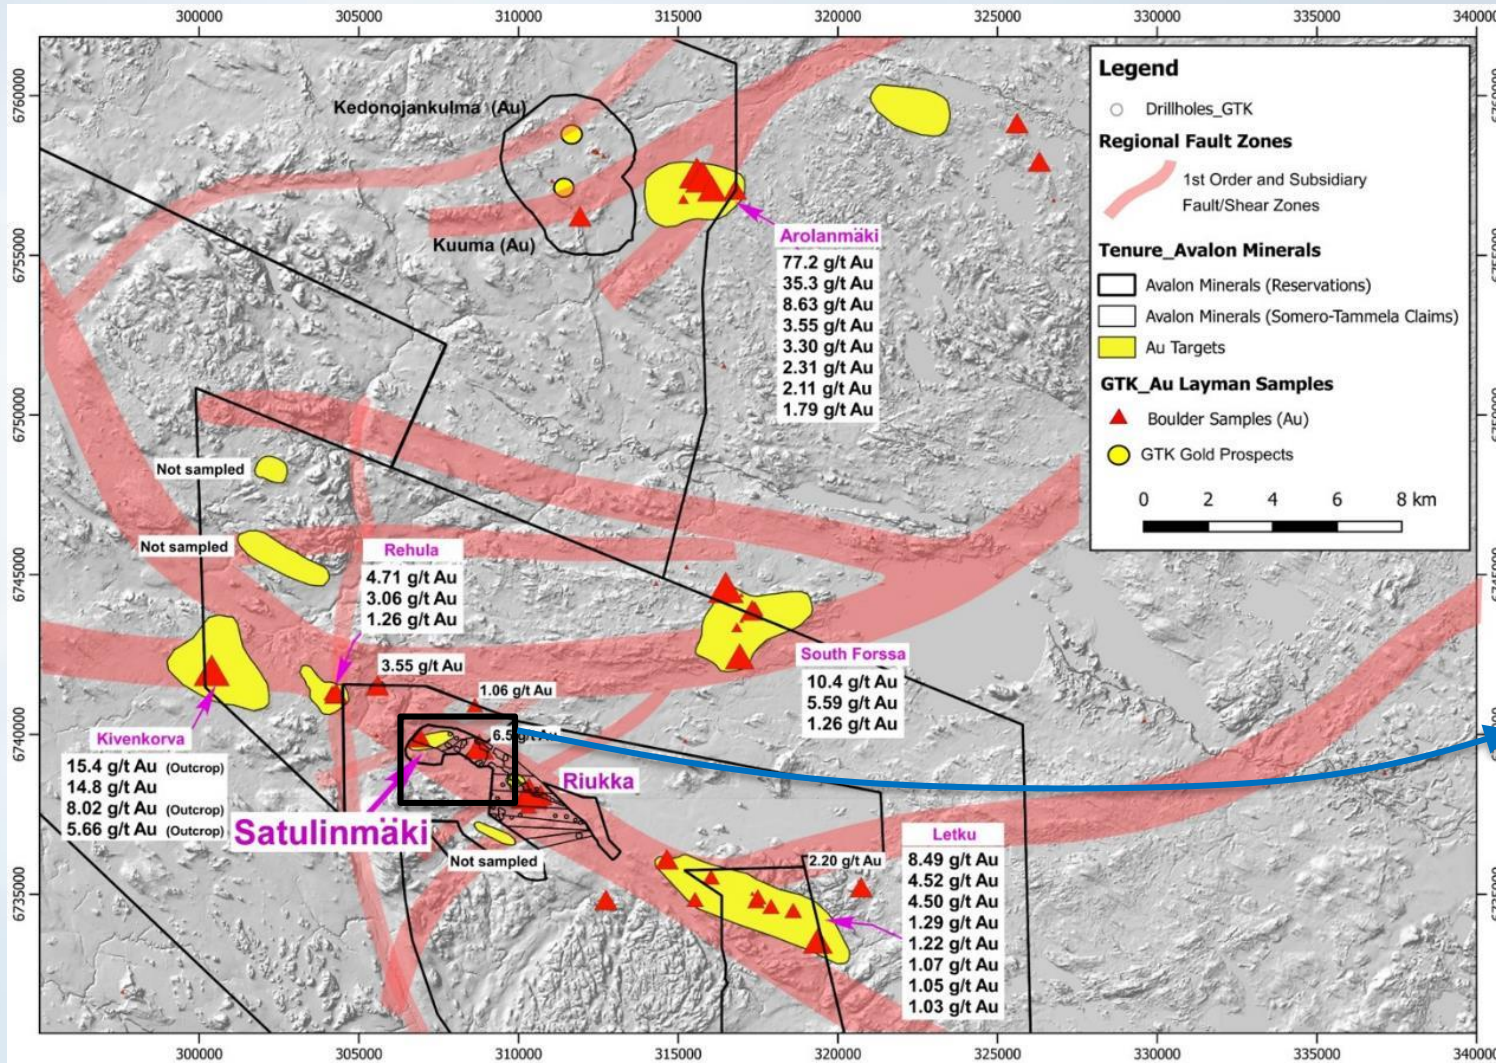 300000 305000 310000 315000 320000 325000 330000 335000 340000
6760000
6755000
6750000
6745000
6740000
6735000
Kedonojankulma (Au)
Kuuma (Au)
Arolanmäki
77.2 g/t Au
35.3 g/t Au
8.63 g/t Au
3.55 g/t Au
3.30 g/t Au
2.31 g/t Au
2.11 g/t Au
1.79 g/t Au
Legend
Drillholes_GTK
Regional Fault Zones
1st Order and Subsidiary
Fault/Shear Zones
Tenure_Avalon Minerals
Avalon Minerals (Reservations)
Avalon Minerals (Somero-Tammela Claims)
Au Targets
GTK_Au Layman Samples
Boulder Samples (Au)
GTK Gold Prospects
0 2 4 6 8 km
Not sampled
Not sampled
Rehula
4.71 g/t Au
3.06 g/t Au
1.26 g/t Au
3.55 g/t Au
1.06 g/t Au
South Forssa
10.4 g/t Au
5.59 g/t Au
1.26 g/t Au
Kivenkorva
15.4 g/t Au (Outcrop)
14.8 g/t Au
8.02 g/t Au (Outcrop)
5.66 g/t Au (Outcrop)
Riukka
Satulinmäki
Not sampled
2.20 g/t Au
Letku
8.49 g/t Au
4.52 g/t Au
4.50 g/t Au
1.29 g/t Au
1.22 g/t Au
1.07 g/t Au
1.05 g/t Au
1.03 g/t Au
6760000
6755000
6750000
6745000
6735000
300000 305000 310000 315000 320000 325000 330000 335000 340000